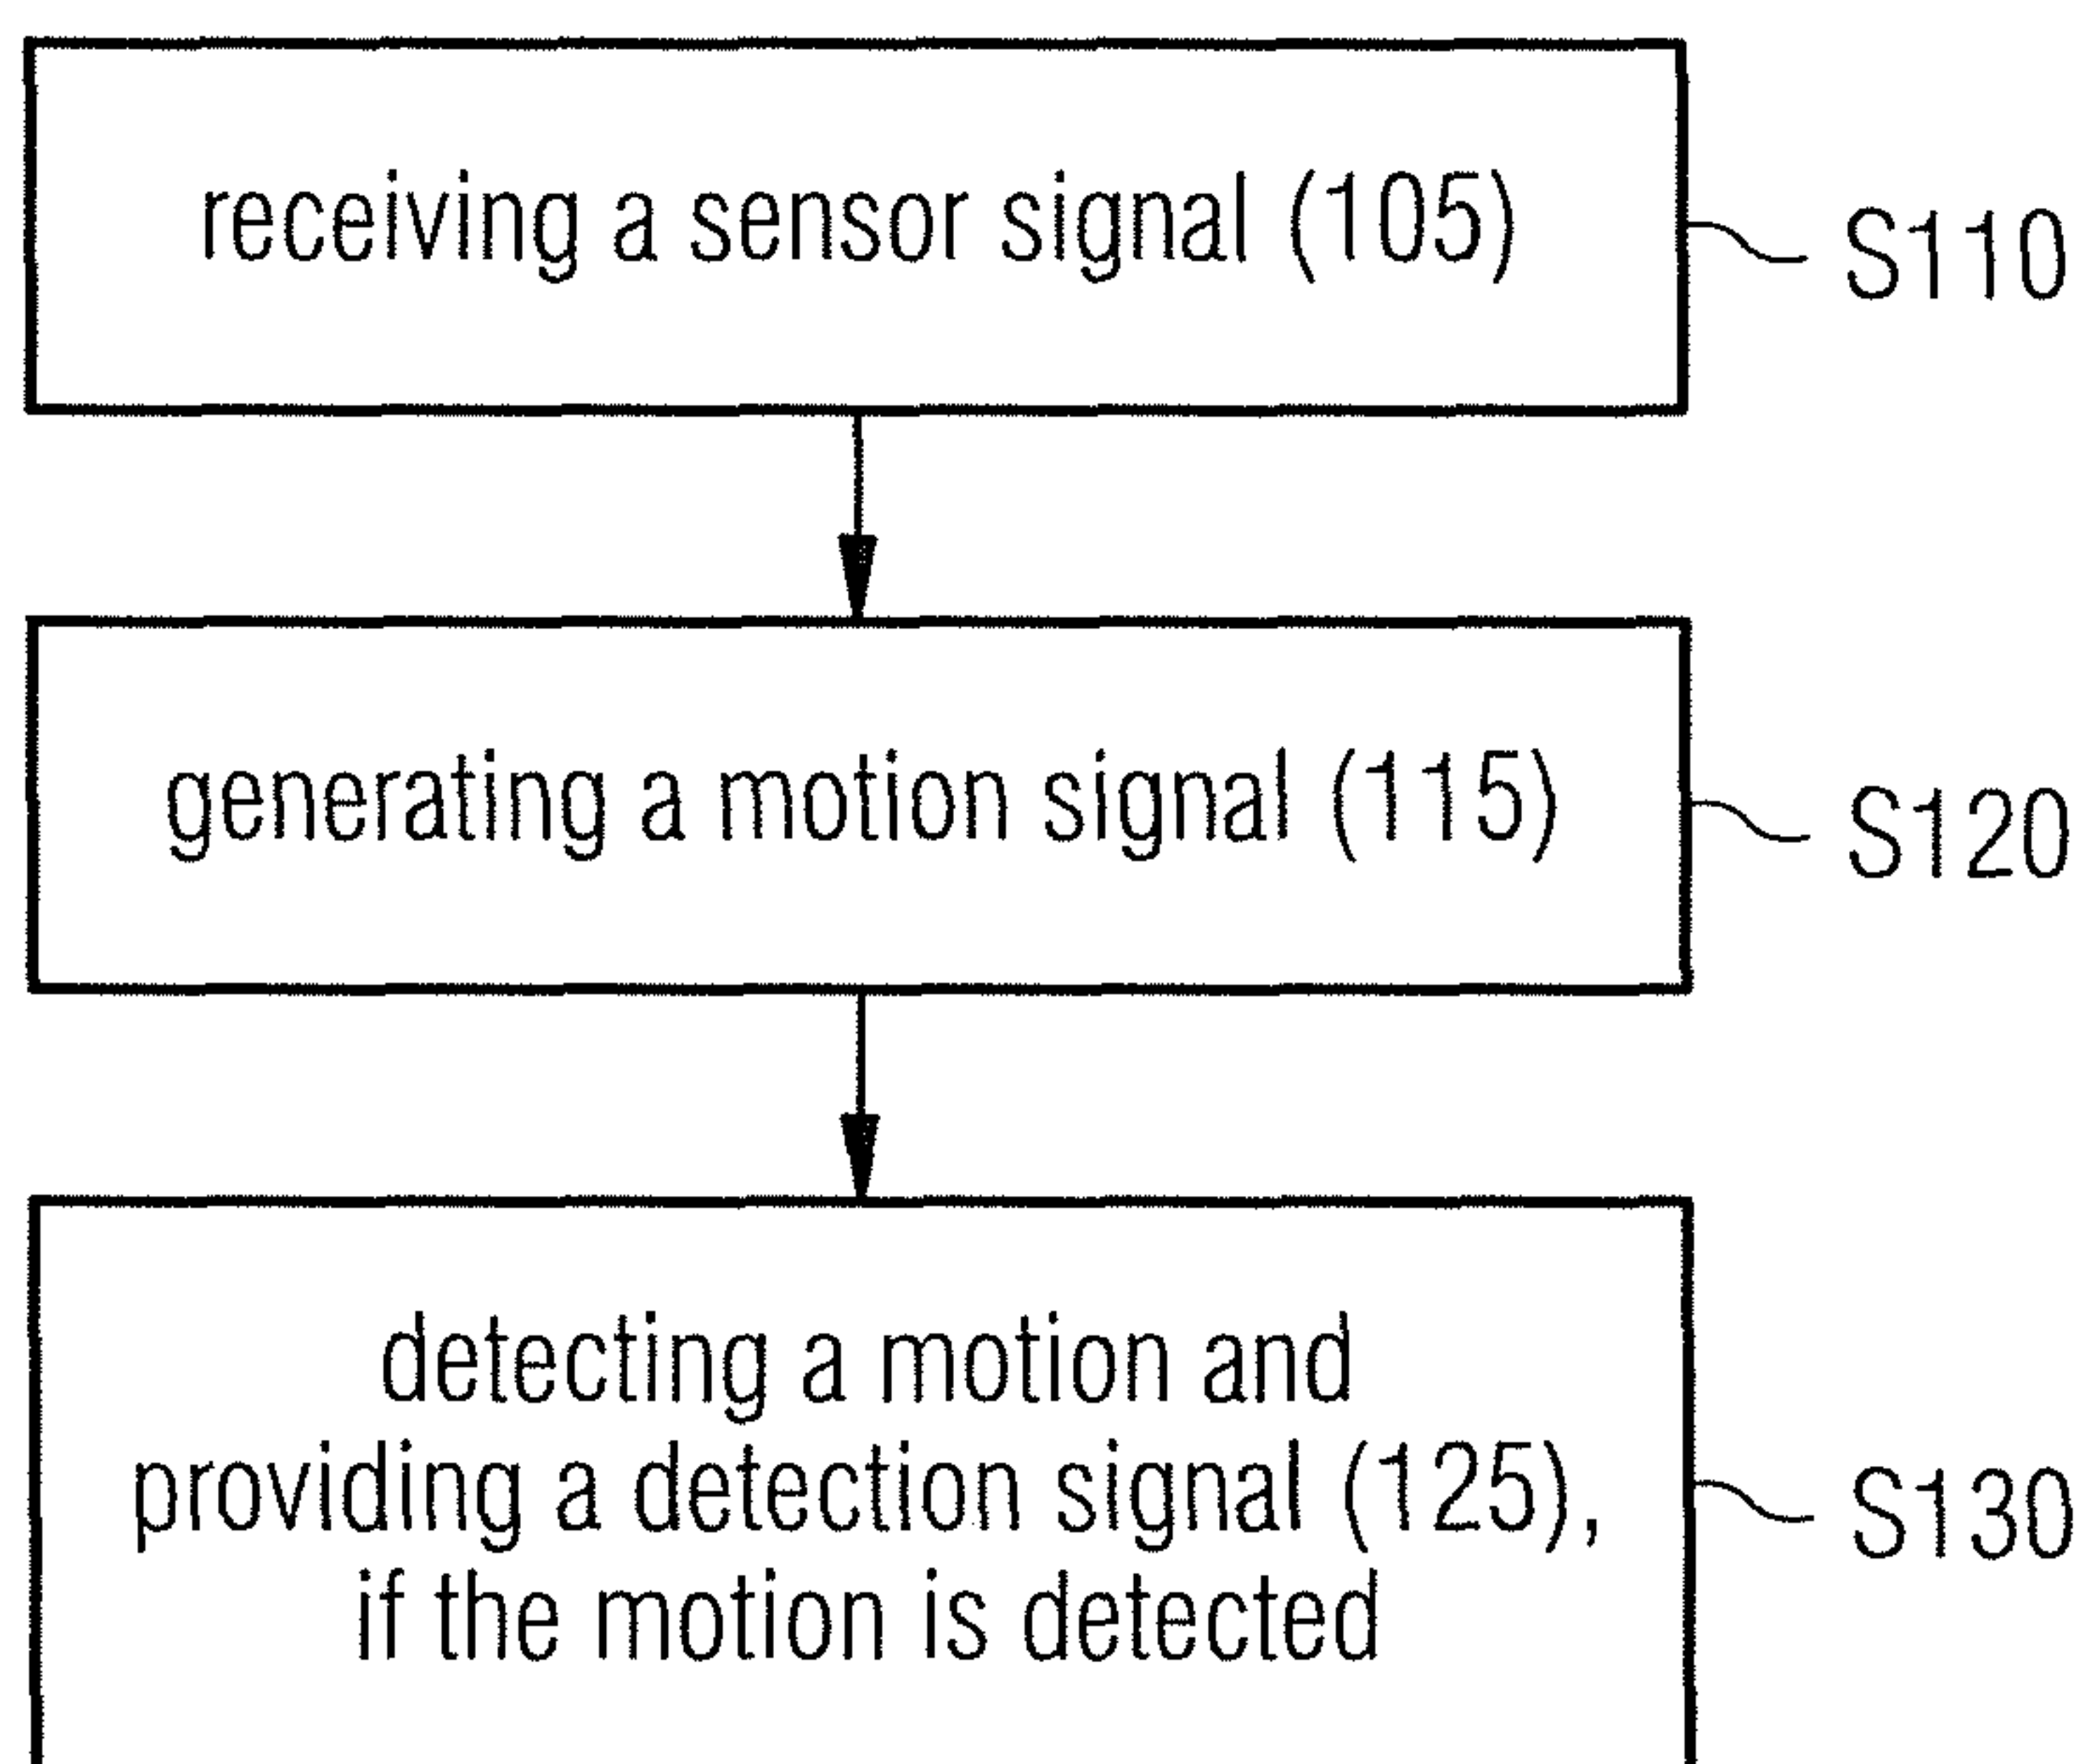 receiving a sensor signal (105)
S110
generating a motion signal (115)
S120
detecting a motion and
providing a detection signal (125),
if the motion is detected
S130